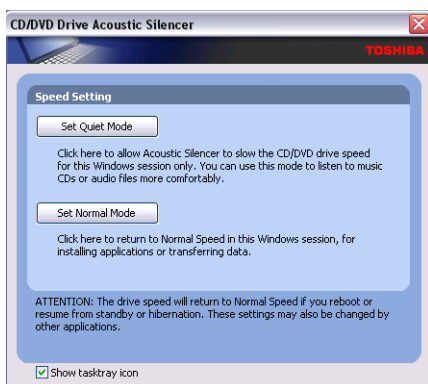 CD/DVD Drive Acoustic Silencer
TOSHIBA
Speed Setting
Set Quiet Mode
Click here to allow Acoustic Silencer to slow the CD/DVD drive speed
for this Windows session only. You can use this mode to listen to music
CDs or audio files more comfortably.
Set Normal Mode
Click here to return to Normal Speed in this Windows session, for
installing applications or transferring data.
ATTENTION: The drive speed will return to Normal Speed if you reboot or
resume from standby or hibernation. These settings may also be changed by
other applications.
Show tasktray icon